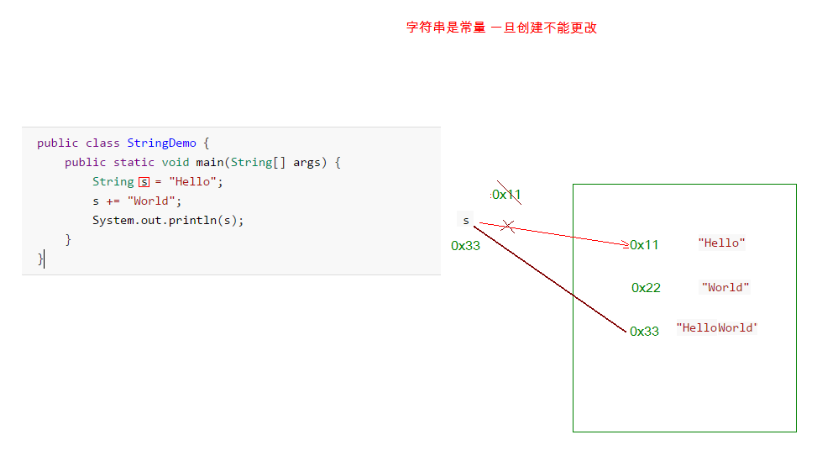 字符串是常量 一旦创建不能更改
public class StringDemo {
public static void main(String[] args) {
String s = "Hello";
s += "World";
System.out.println(s);
}
}
0x11
s
0x33
0x11 "Hello"
0x22 "World"
0x33 "HelloWorld'